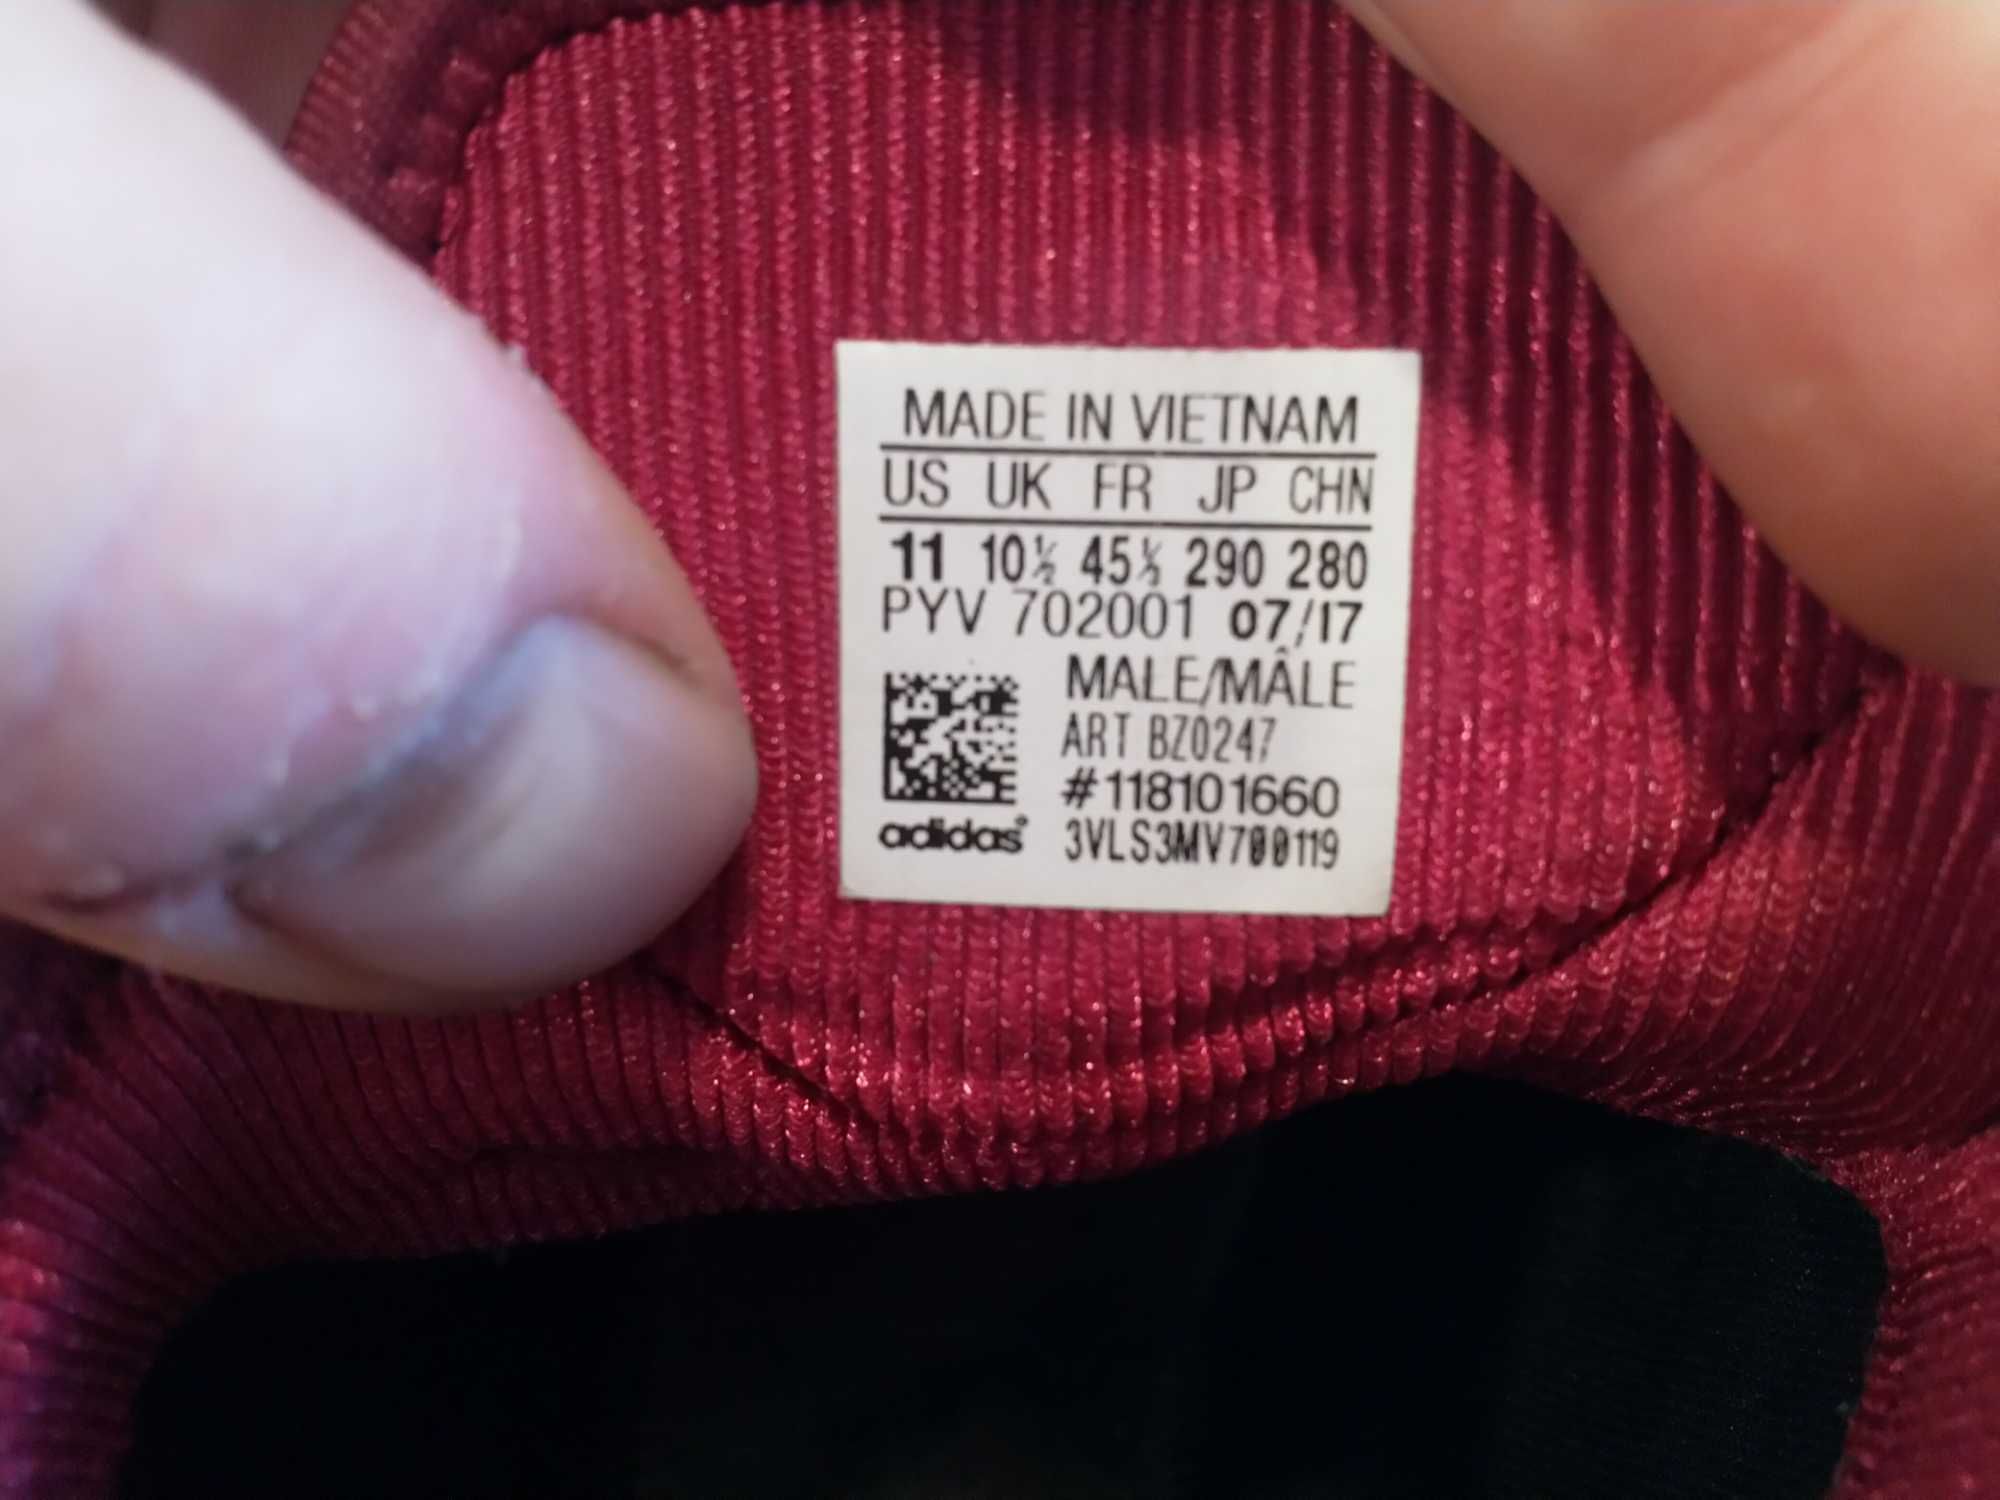 MADE IN VIETNAM
US UK FR JP CHN
11 10½ 45⅓ 290 280
PYV 702001 07/17
MALE/MÂLE
ART BZ0247
#118101660
adidas® 3VLS3MV700119